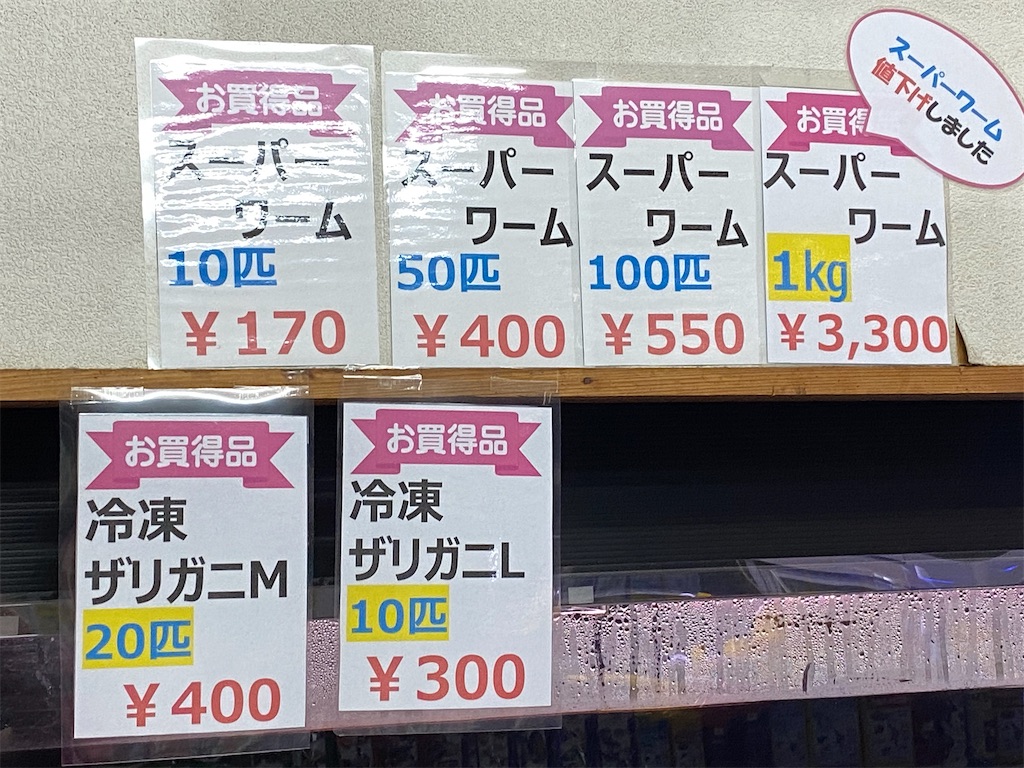 お買得品
スーパー
ワーム
10匹
￥170
お買得品
スーパー
ワーム
50匹
￥400
お買得品
スーパー
ワーム
100匹
￥550
お買得
スーパー
ワーム
1kg
￥3,300
スーパーワーム
値下げしました
お買得品
冷凍
ザリガニM
20匹
￥400
お買得品
冷凍
ザリガニL
10匹
￥300